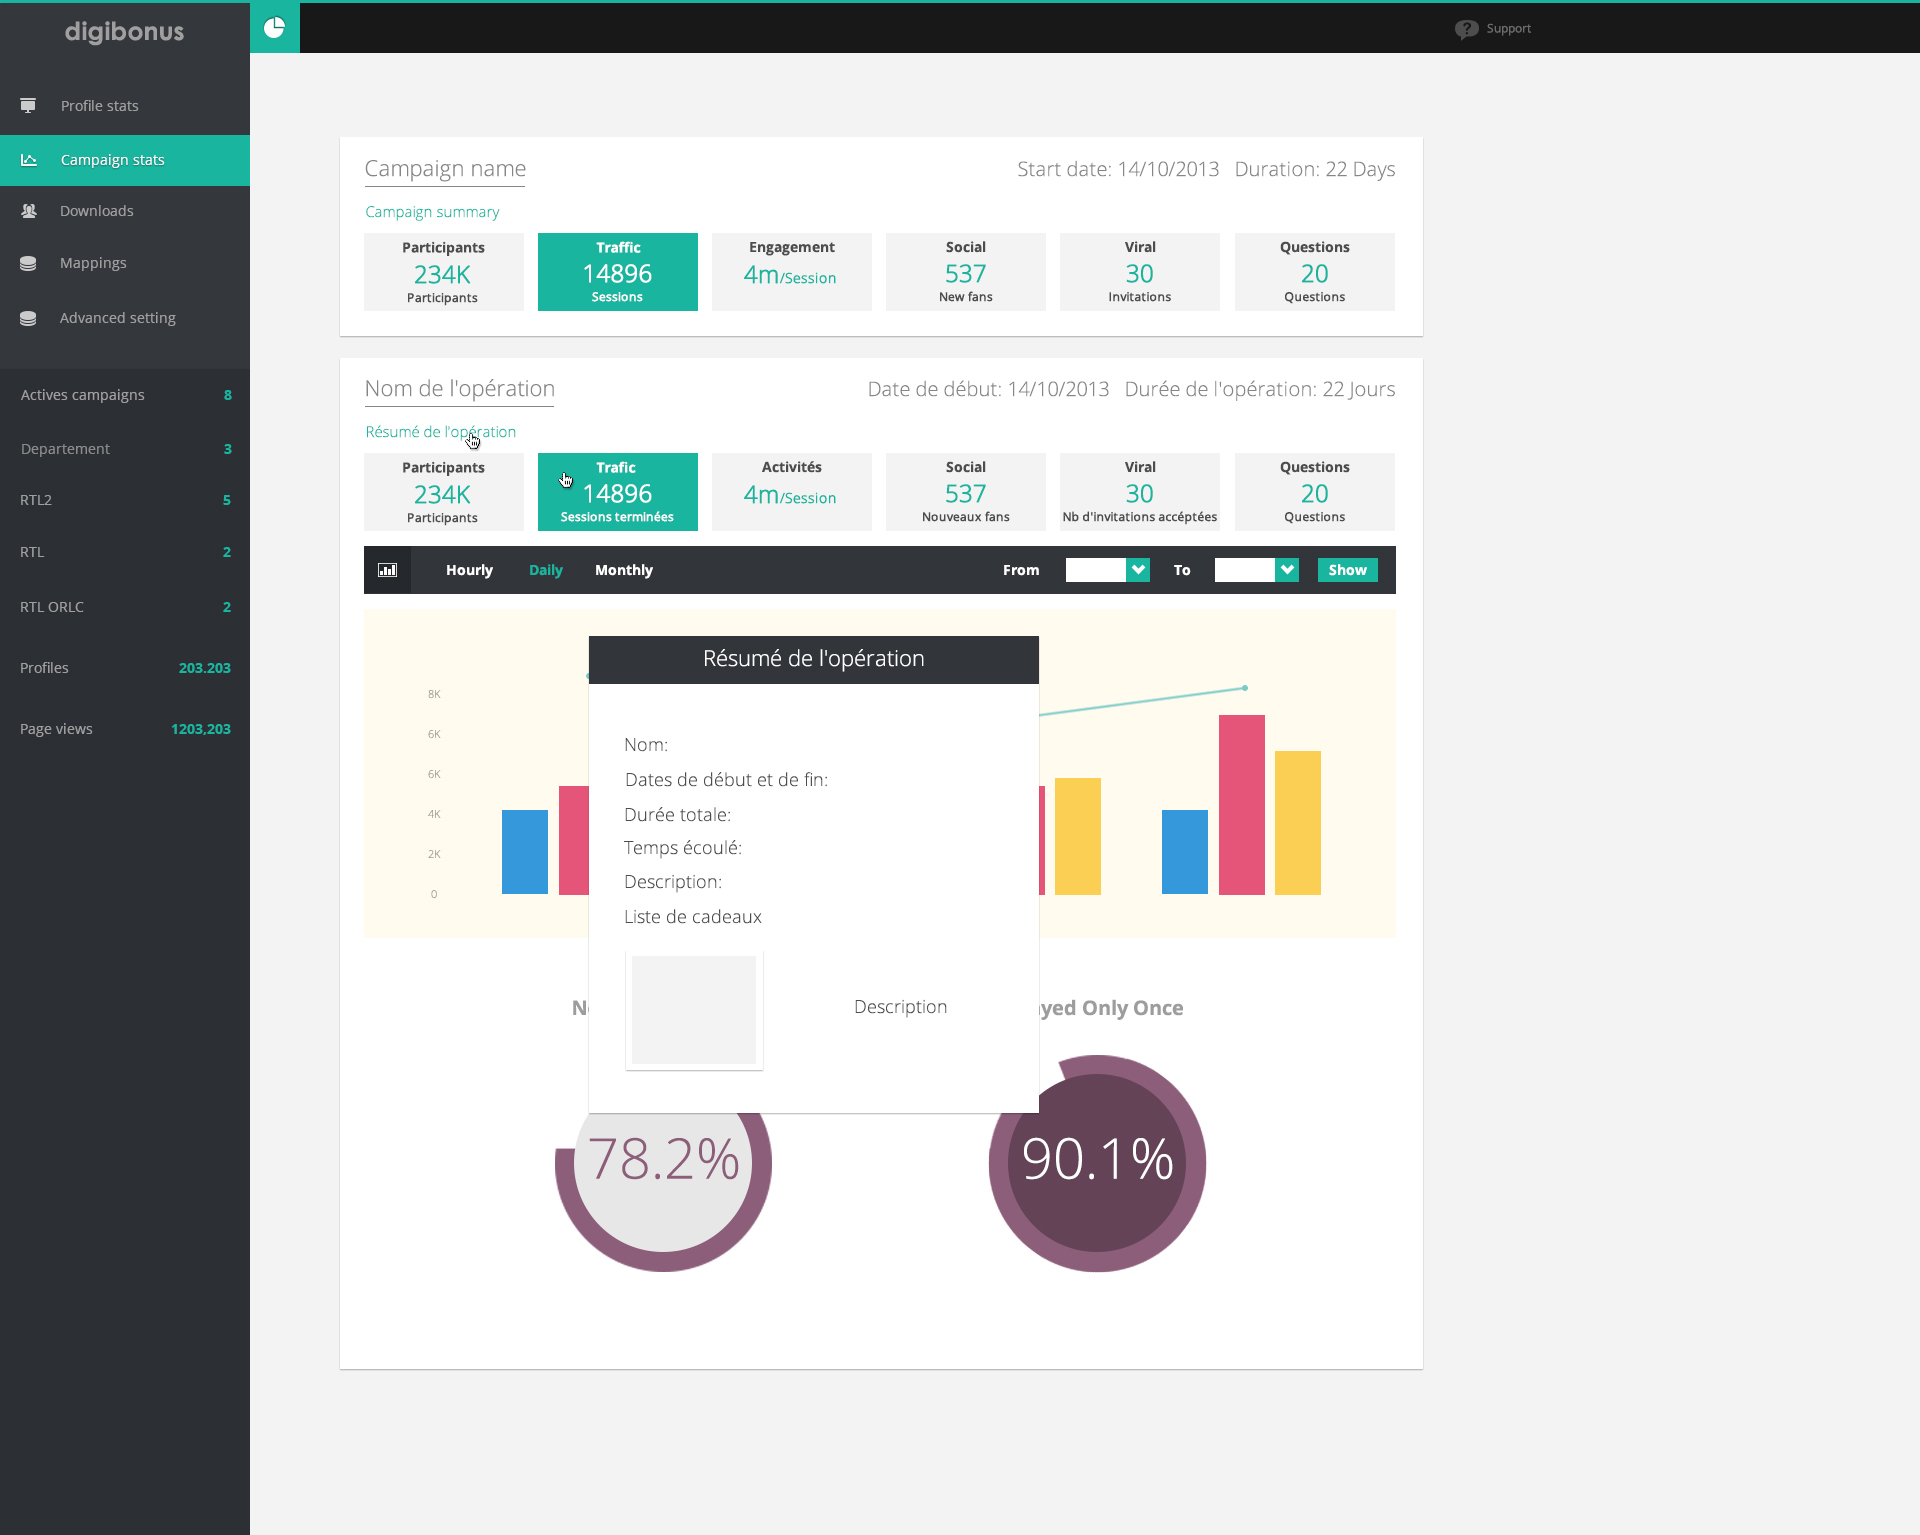 digibonus
Support
Profile stats
Campaign stats
Downloads
Mappings
Advanced setting
Actives campaigns 8
Departement 3
RTL2 5
RTL 2
RTL ORLC 2
Profiles 203.203
Page views 1203,203
Campaign name
Start date: 14/10/2013 Duration: 22 Days
Campaign summary
Participants Traffic Engagement Social Viral Questions
234K 14896 4m/Session 537 30 20
Participants Sessions New fans Invitations Questions
Nom de l'opération
Date de début: 14/10/2013 Durée de l'opération: 22 Jours
Résumé de l'opération
Participants Trafic Activités Social Viral Questions
234K 14896 4m/Session 537 30 20
Participants Sessions terminées Nouveaux fans Nb d'invitations accéptées Questions
Hourly Daily Monthly From To Show
8K
6K
6K
4K
2K
0
Résumé de l'opération
Nom:
Dates de début et de fin:
Durée totale:
Temps écoulé:
Description:
Liste de cadeaux
Description
Only Once
78.2% 90.1%